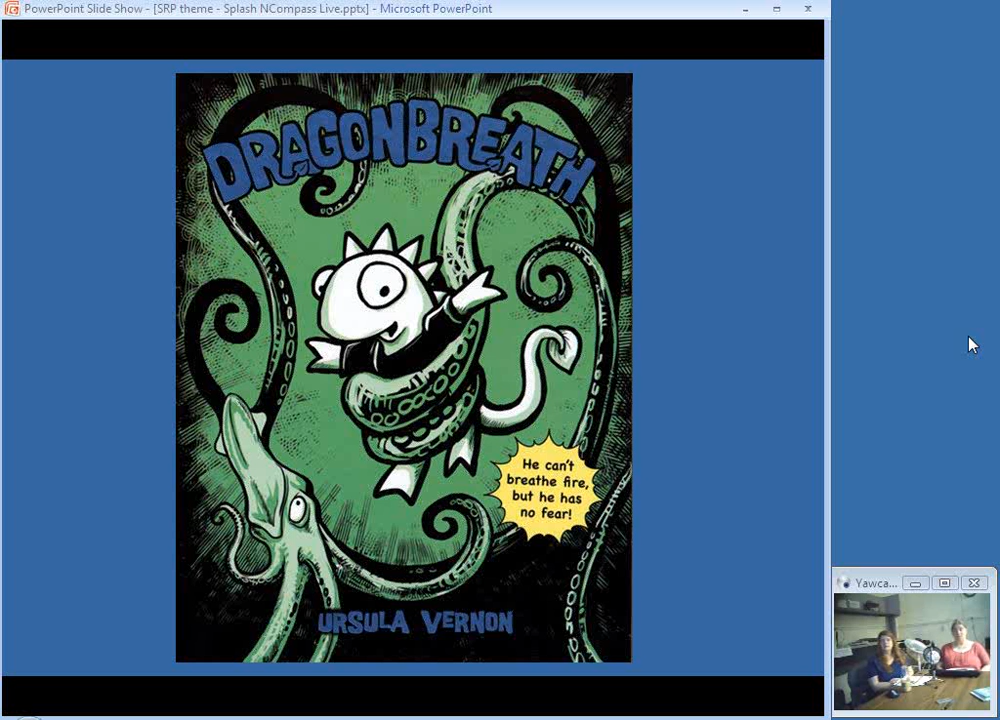 PowerPoint Slide Show - [SRP theme - Splash NCompass Live.pptx] - Microsoft PowerPoint
DRAGONBREATH
He can't
breathe fire,
but he has
no fear!
URSULA VERNON
Yawca...